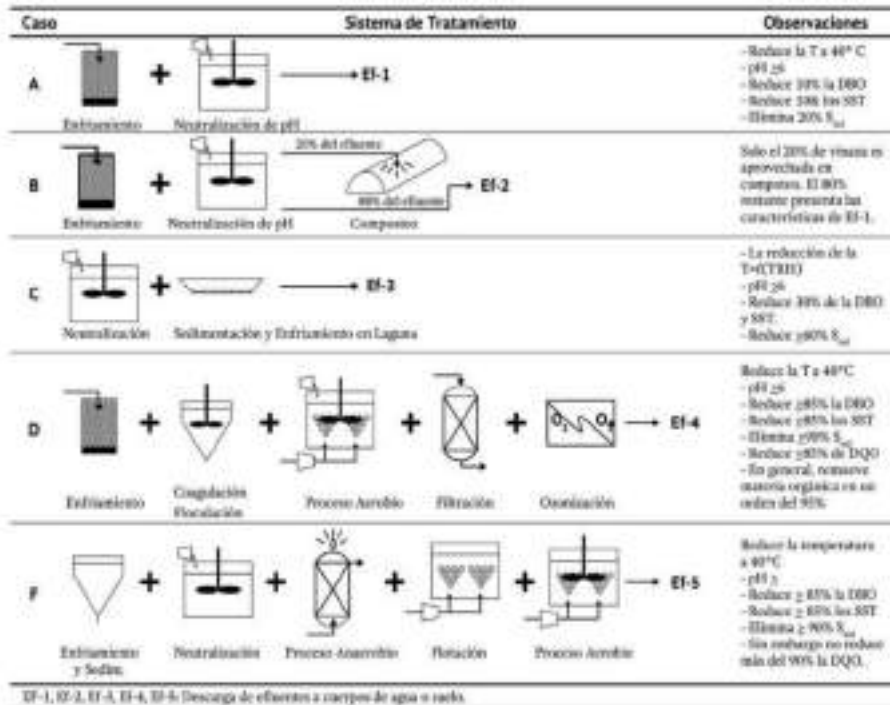 Caso Sistema de Tratamiento Observaciones
A
Enfriamiento
Neutralización de pH
Ef-1
- Reduce la T a 40° C
- pH ≥6
- Reduce 10% la DBO
- Reduce los SST
- Elimina 20% S
B
Enfriamiento
Neutralización de pH
20% del efluente
80% del efluente
Composteo
Ef-2
Solo el 20% de vinaza es
aprovechada en
composteo. El 80%
restante presenta las
características de Ef-1.
C
Neutralización
Sedimentación y Enfriamiento en Laguna
Ef-3
- La reducción de la
T=f(TRH)
- pH ≥6
- Reduce 30% de la DBO
y SST.
- Reduce ≥60% S
D
Enfriamiento
Coagulación
Floculación
Proceso Aerobio
Filtración
O₂ O₃
Ozonización
Ef-4
Reduce la T a 40°C
- pH ≥6
- Reduce ≥85% la DBO
- Reduce ≥85% los SST
- Elimina ≥90% S
- Reduce ≥85% de DQO
- En general, remueve
materia orgánica en un
orden del 95%
F
Enfriamiento
y Sedim.
Neutralización
Proceso Anaerobio
Flotación
Proceso Aerobio
Ef-5
Reduce la temperatura
a 40°C
- pH
- Reduce ≥ 85% la DBO
- Reduce ≥ 85% los SST
- Elimina ≥ 90% S
- Sin embargo no reduce
más del 90% la DQO.
Ef-1, Ef-2, Ef-3, Ef-4, Ef-5: Descarga de efluentes a cuerpos de agua o suelo.